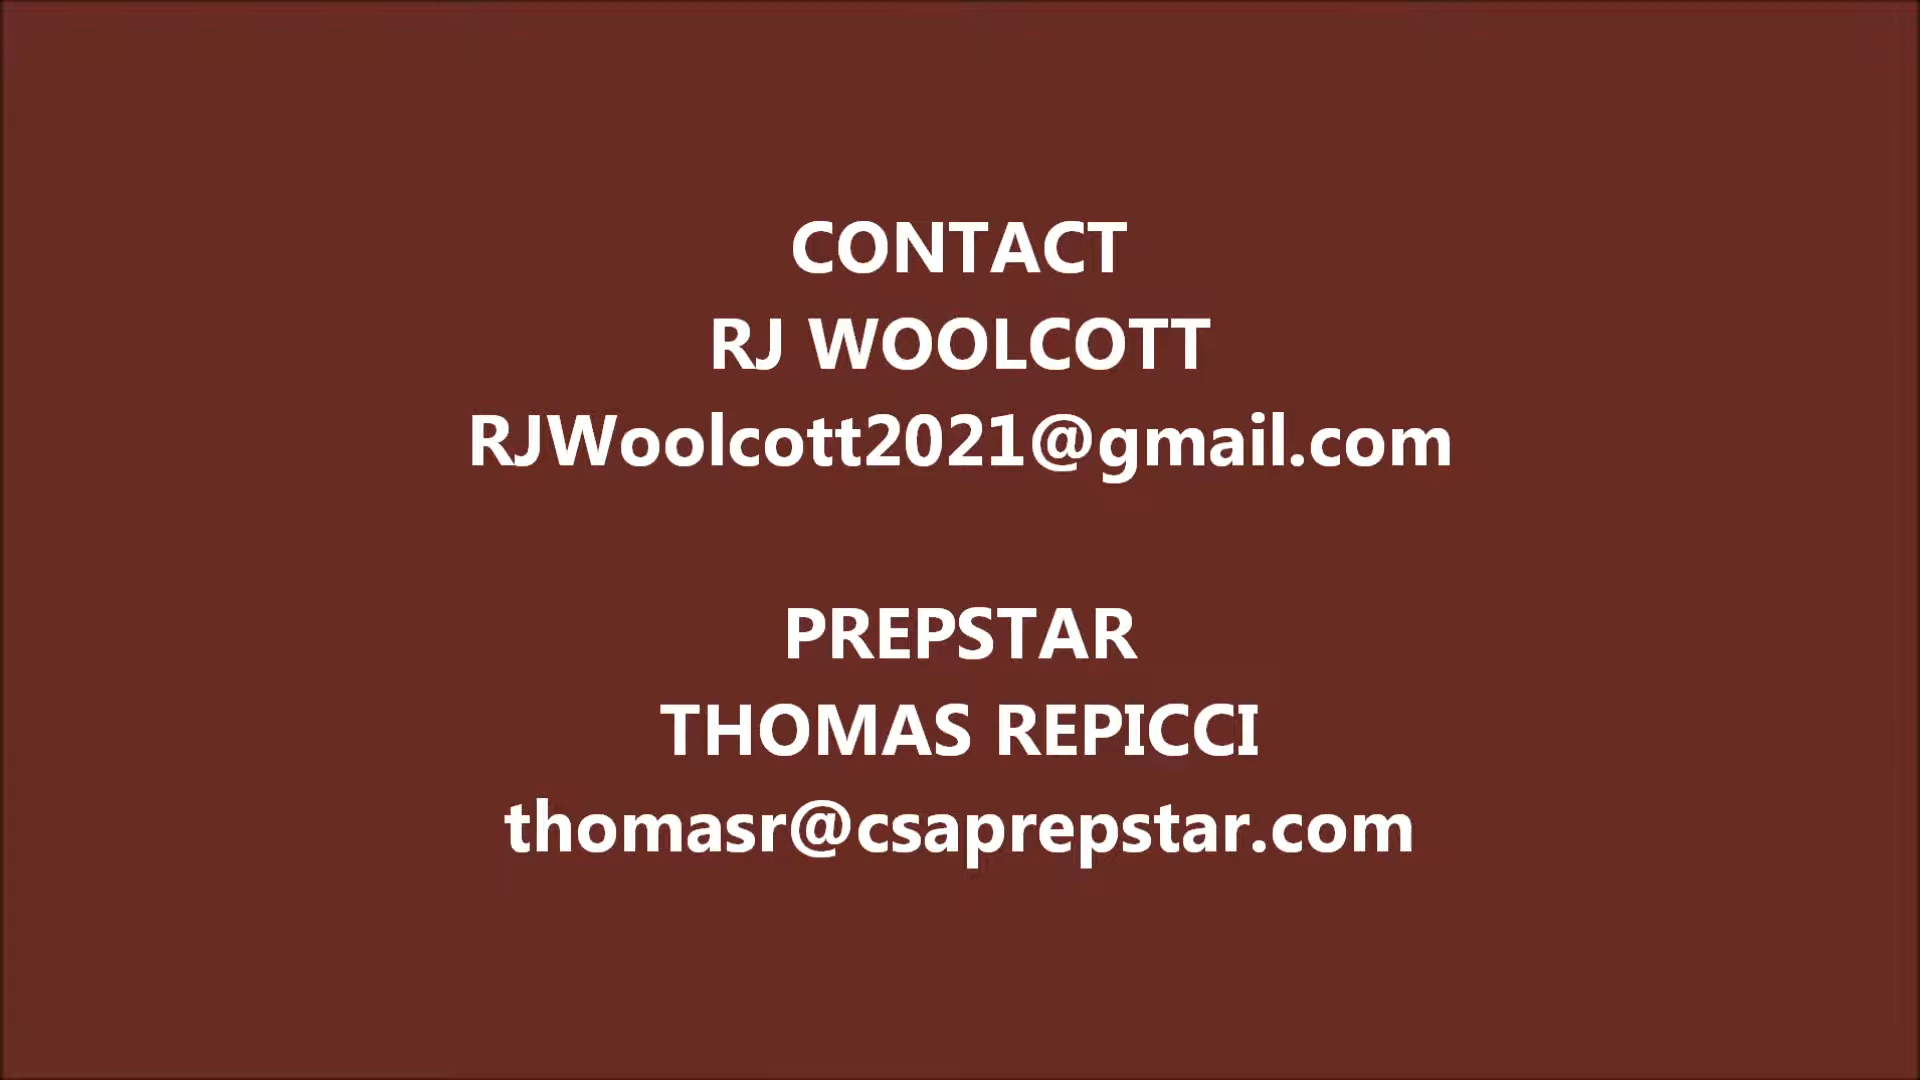 CONTACT
RJ WOOLCOTT
RJWoolcott2021@gmail.com
PREPSTAR
THOMAS REPICCI
thomasr@csaprepstar.com